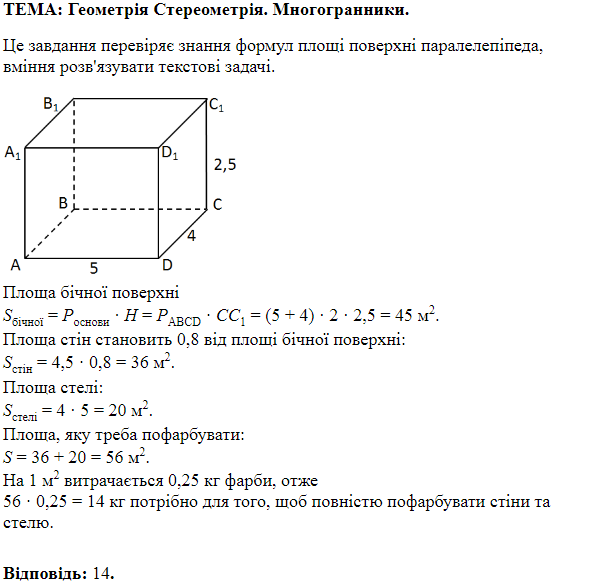 ТЕМА: Геометрія Стереометрія. Многогранники.
Це завдання перевіряє знання формул площі поверхні паралелепіпеда,
вміння розв'язувати текстові задачі.
B₁
C₁
A₁
D₁
2,5
B
C
4
A
5
D
Площа бічної поверхні
Sбічної = Pоснови · H = PABCD · CC₁ = (5 + 4) · 2 · 2,5 = 45 м².
Площа стін становить 0,8 від площі бічної поверхні:
Sстін = 4,5 · 0,8 = 36 м².
Площа стелі:
Sстелі = 4 · 5 = 20 м².
Площа, яку треба пофарбувати:
S = 36 + 20 = 56 м².
На 1 м² витрачається 0,25 кг фарби, отже
56 · 0,25 = 14 кг потрібно для того, щоб повністю пофарбувати стіни та
стелю.
Відповідь: 14.